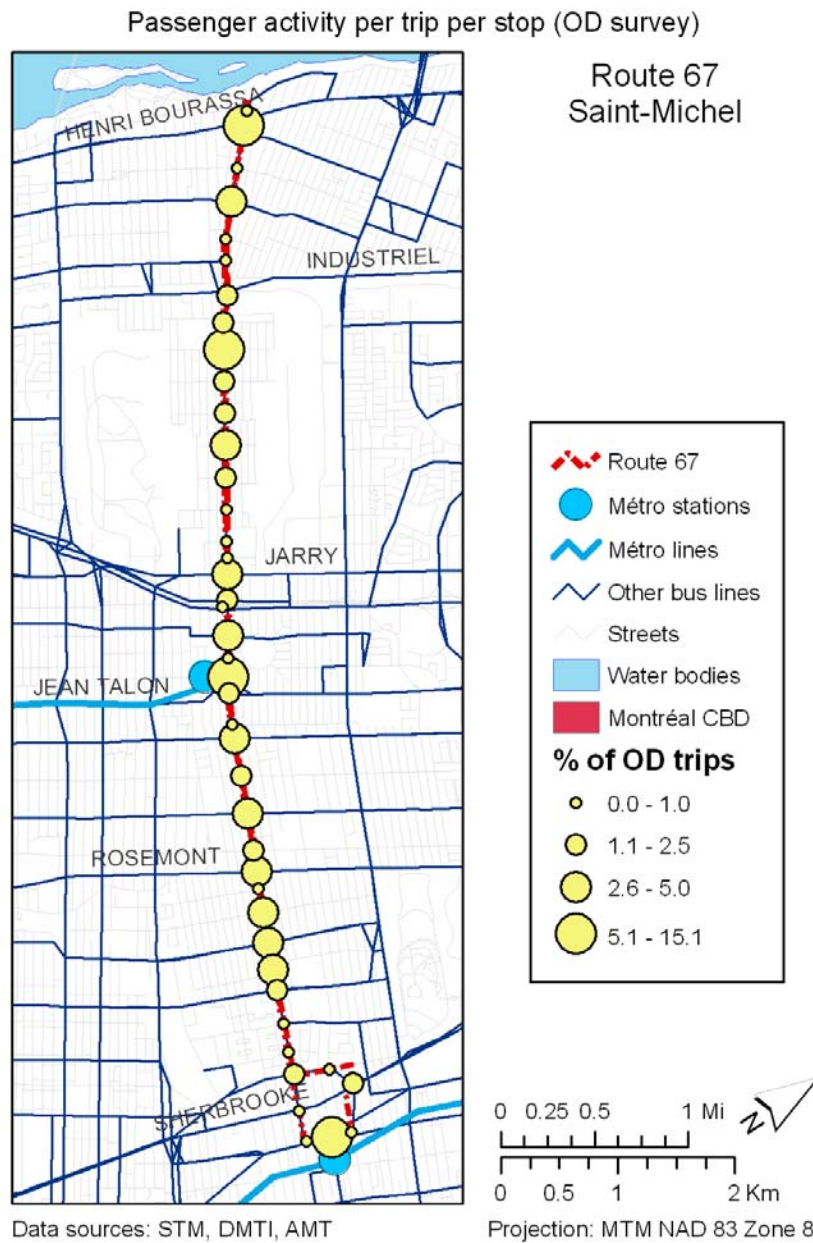 Passenger activity per trip per stop (OD survey)
Route 67
Saint-Michel
HENRI BOURASSA
INDUSTRIEL
JARRY
JEAN TALON
ROSEMONT
SHERBROOKE
Route 67
Métro stations
Métro lines
Other bus lines
Streets
Water bodies
Montréal CBD
% of OD trips
0.0 - 1.0
1.1 - 2.5
2.6 - 5.0
5.1 - 15.1
0 0.25 0.5 1 Mi
N
0 0.5 1 2 Km
Data sources: STM, DMTI, AMT
Projection: MTM NAD 83 Zone 8